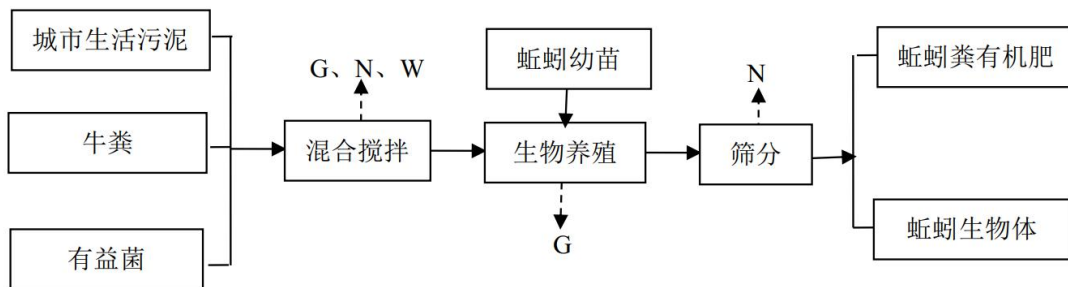 城市生活污泥
牛粪
有益菌
G、N、W
混合搅拌
蚯蚓幼苗
生物养殖
G
N
筛分
蚯蚓粪有机肥
蚯蚓生物体